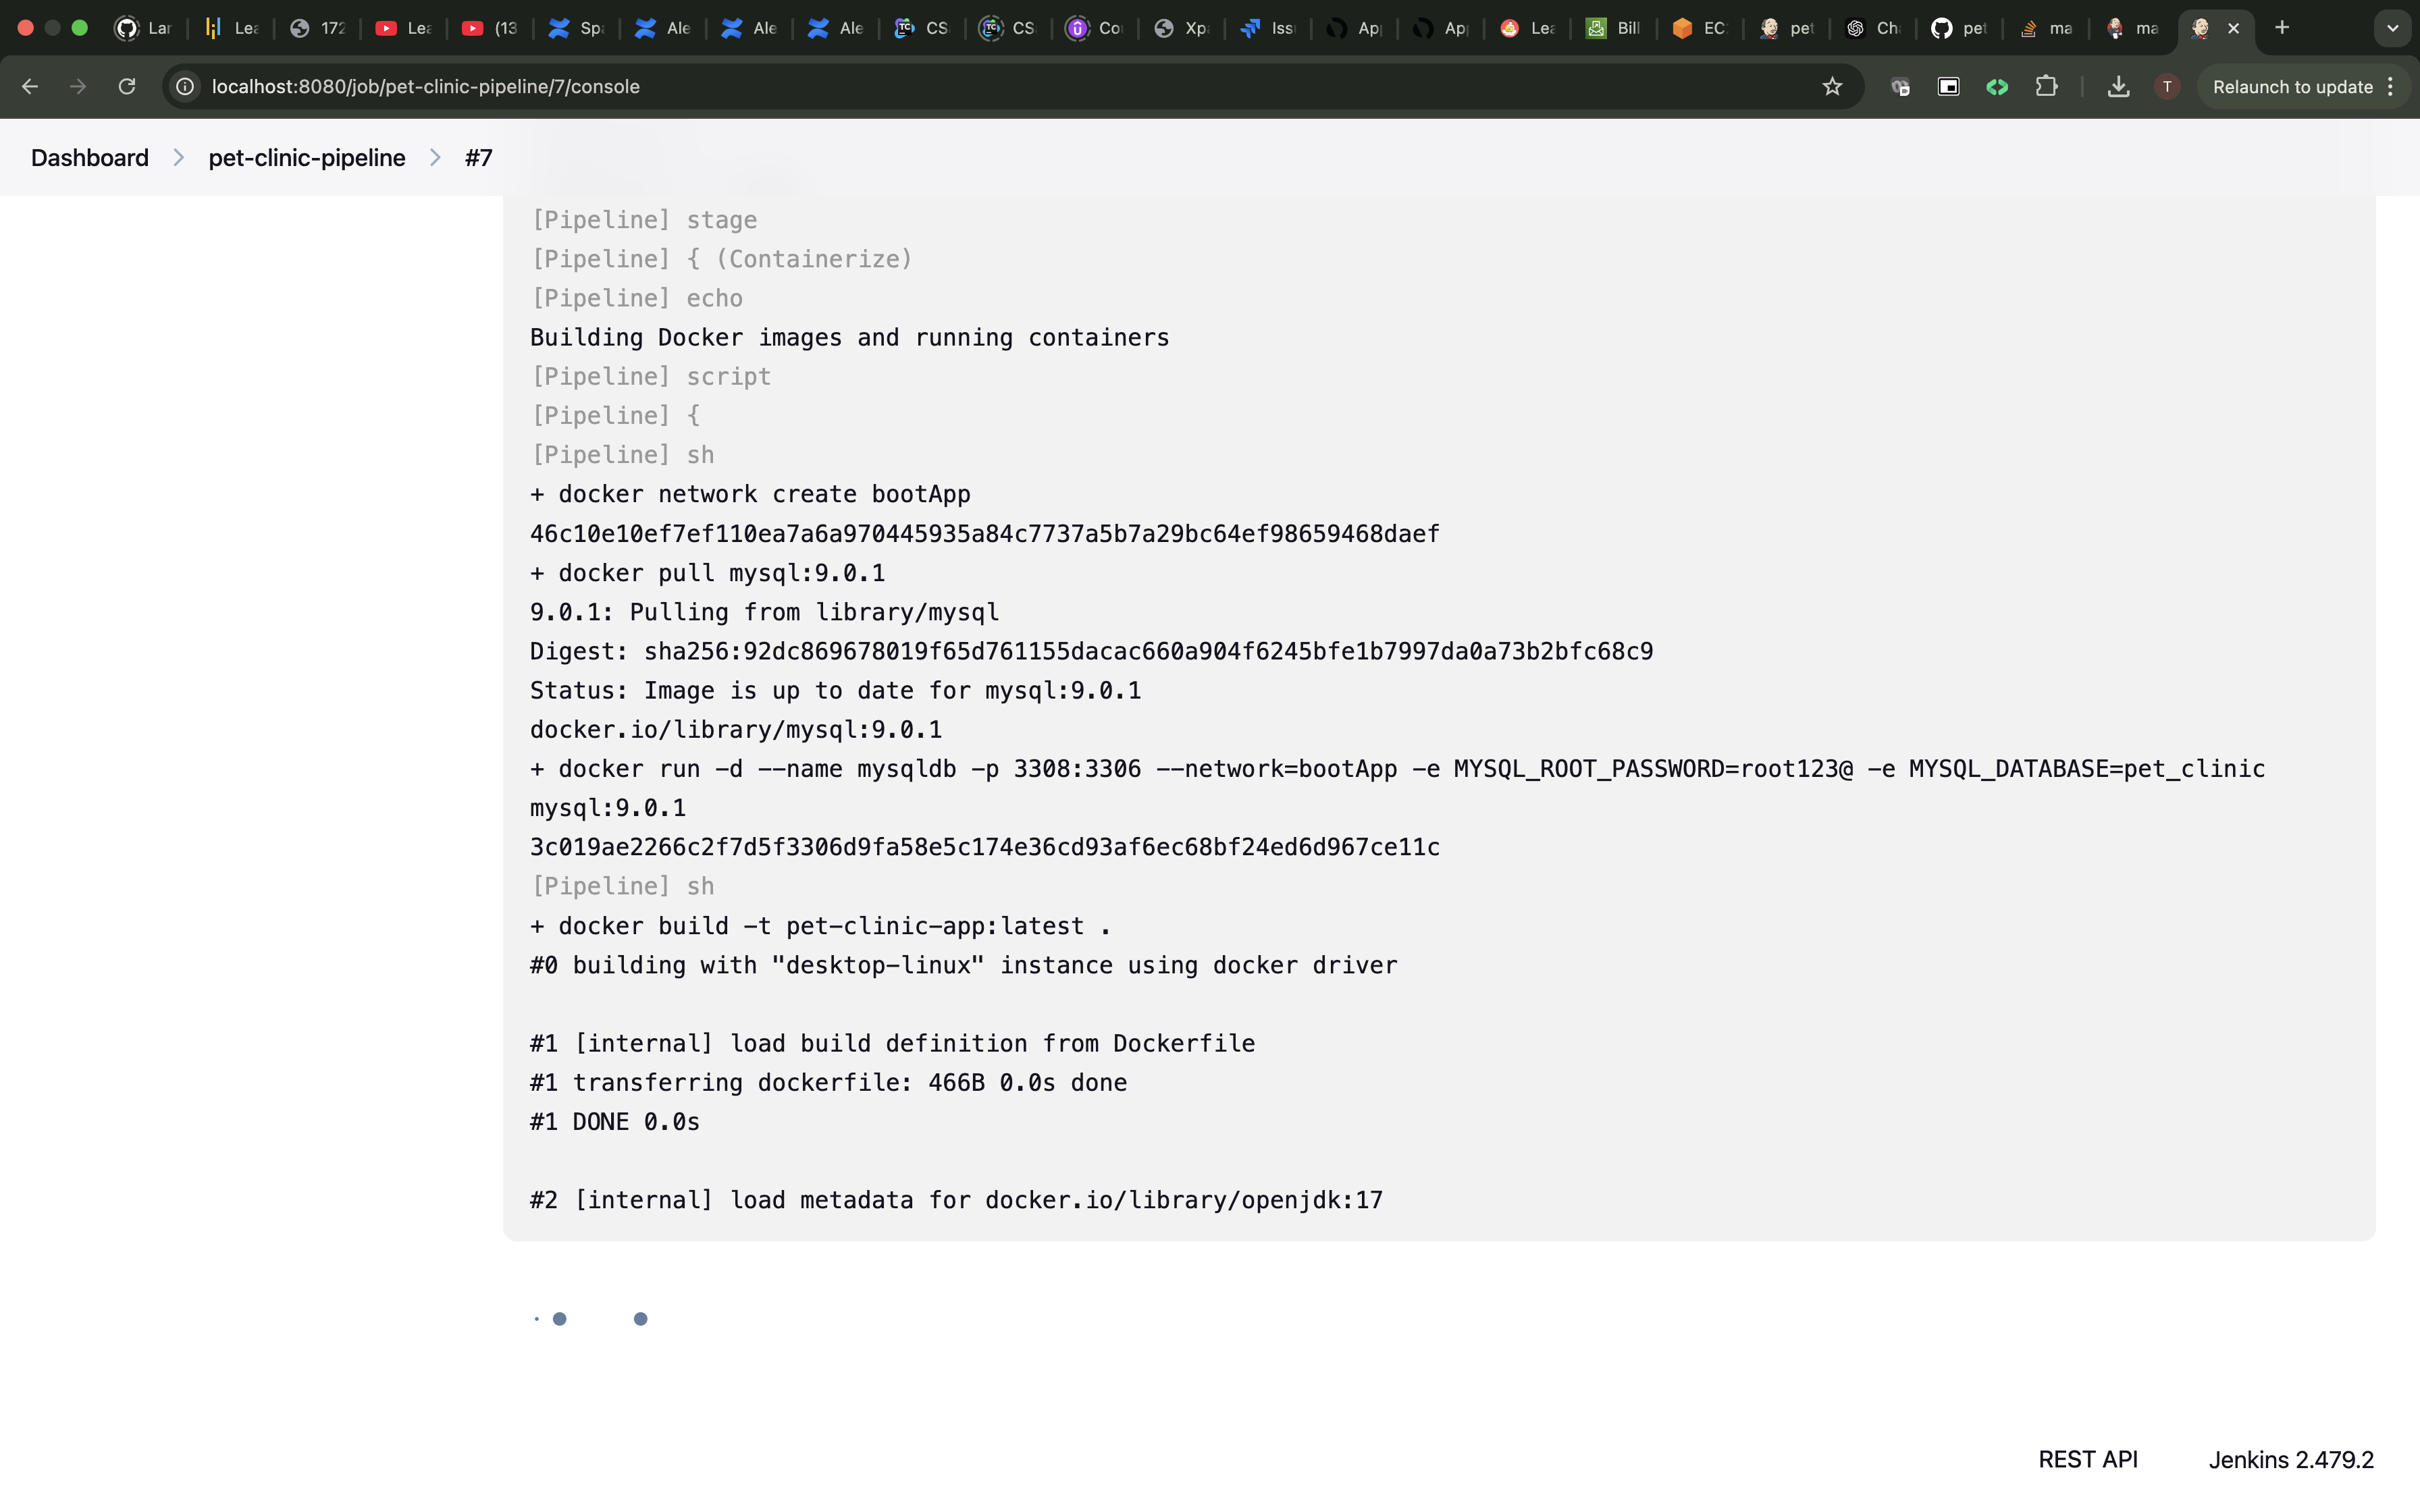 Lar
Lea
172
Lea
(13
Spa
Ale
Ale
Ale
CS
CS
Co
Xp
Iss
Ap
Ap
Lea
Bill
EC
pet
Ch
pet
ma
ma
localhost:8080/job/pet-clinic-pipeline/7/console
T
Relaunch to update
Dashboard > pet-clinic-pipeline > #7
[Pipeline] stage
[Pipeline] { (Containerize)
[Pipeline] echo
Building Docker images and running containers
[Pipeline] script
[Pipeline] {
[Pipeline] sh
+ docker network create bootApp
46c10e10ef7ef110ea7a6a970445935a84c7737a5b7a29bc64ef98659468daef
+ docker pull mysql:9.0.1
9.0.1: Pulling from library/mysql
Digest: sha256:92dc869678019f65d761155dacac660a904f6245bfe1b7997da0a73b2bfc68c9
Status: Image is up to date for mysql:9.0.1
docker.io/library/mysql:9.0.1
+ docker run -d --name mysqldb -p 3308:3306 --network=bootApp -e MYSQL_ROOT_PASSWORD=root123@ -e MYSQL_DATABASE=pet_clinic
mysql:9.0.1
3c019ae2266c2f7d5f3306d9fa58e5c174e36cd93af6ec68bf24ed6d967ce11c
[Pipeline] sh
+ docker build -t pet-clinic-app:latest .
#0 building with "desktop-linux" instance using docker driver
#1 [internal] load build definition from Dockerfile
#1 transferring dockerfile: 466B 0.0s done
#1 DONE 0.0s
#2 [internal] load metadata for docker.io/library/openjdk:17
REST API
Jenkins 2.479.2